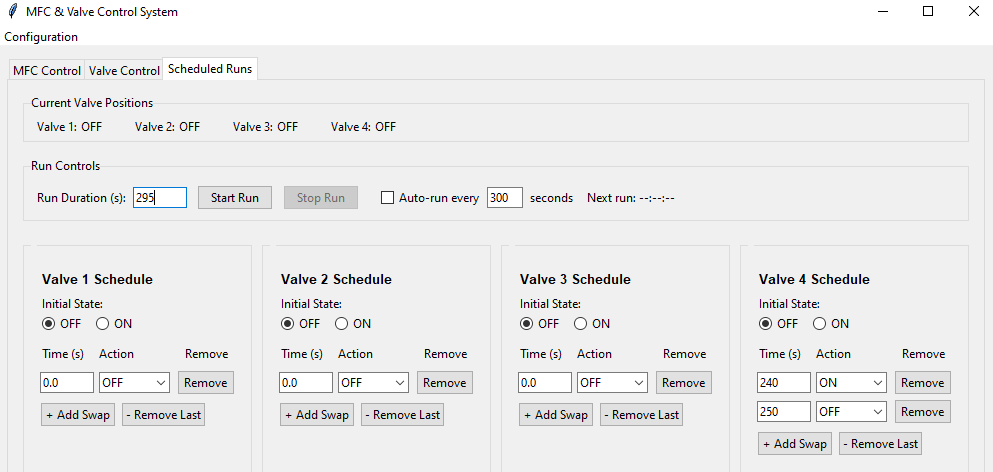 MFC & Valve Control System
Configuration
MFC Control Valve Control Scheduled Runs
Current Valve Positions
Valve 1: OFF Valve 2: OFF Valve 3: OFF Valve 4: OFF
Run Controls
Run Duration (s): 295 Start Run Stop Run Auto-run every 300 seconds Next run: --:--:--
Valve 1 Schedule
Initial State:
OFF ON
Time (s) Action Remove
0.0 OFF Remove
+ Add Swap - Remove Last
Valve 2 Schedule
Initial State:
OFF ON
Time (s) Action Remove
0.0 OFF Remove
+ Add Swap - Remove Last
Valve 3 Schedule
Initial State:
OFF ON
Time (s) Action Remove
0.0 OFF Remove
+ Add Swap - Remove Last
Valve 4 Schedule
Initial State:
OFF ON
Time (s) Action Remove
240 ON Remove
250 OFF Remove
+ Add Swap - Remove Last